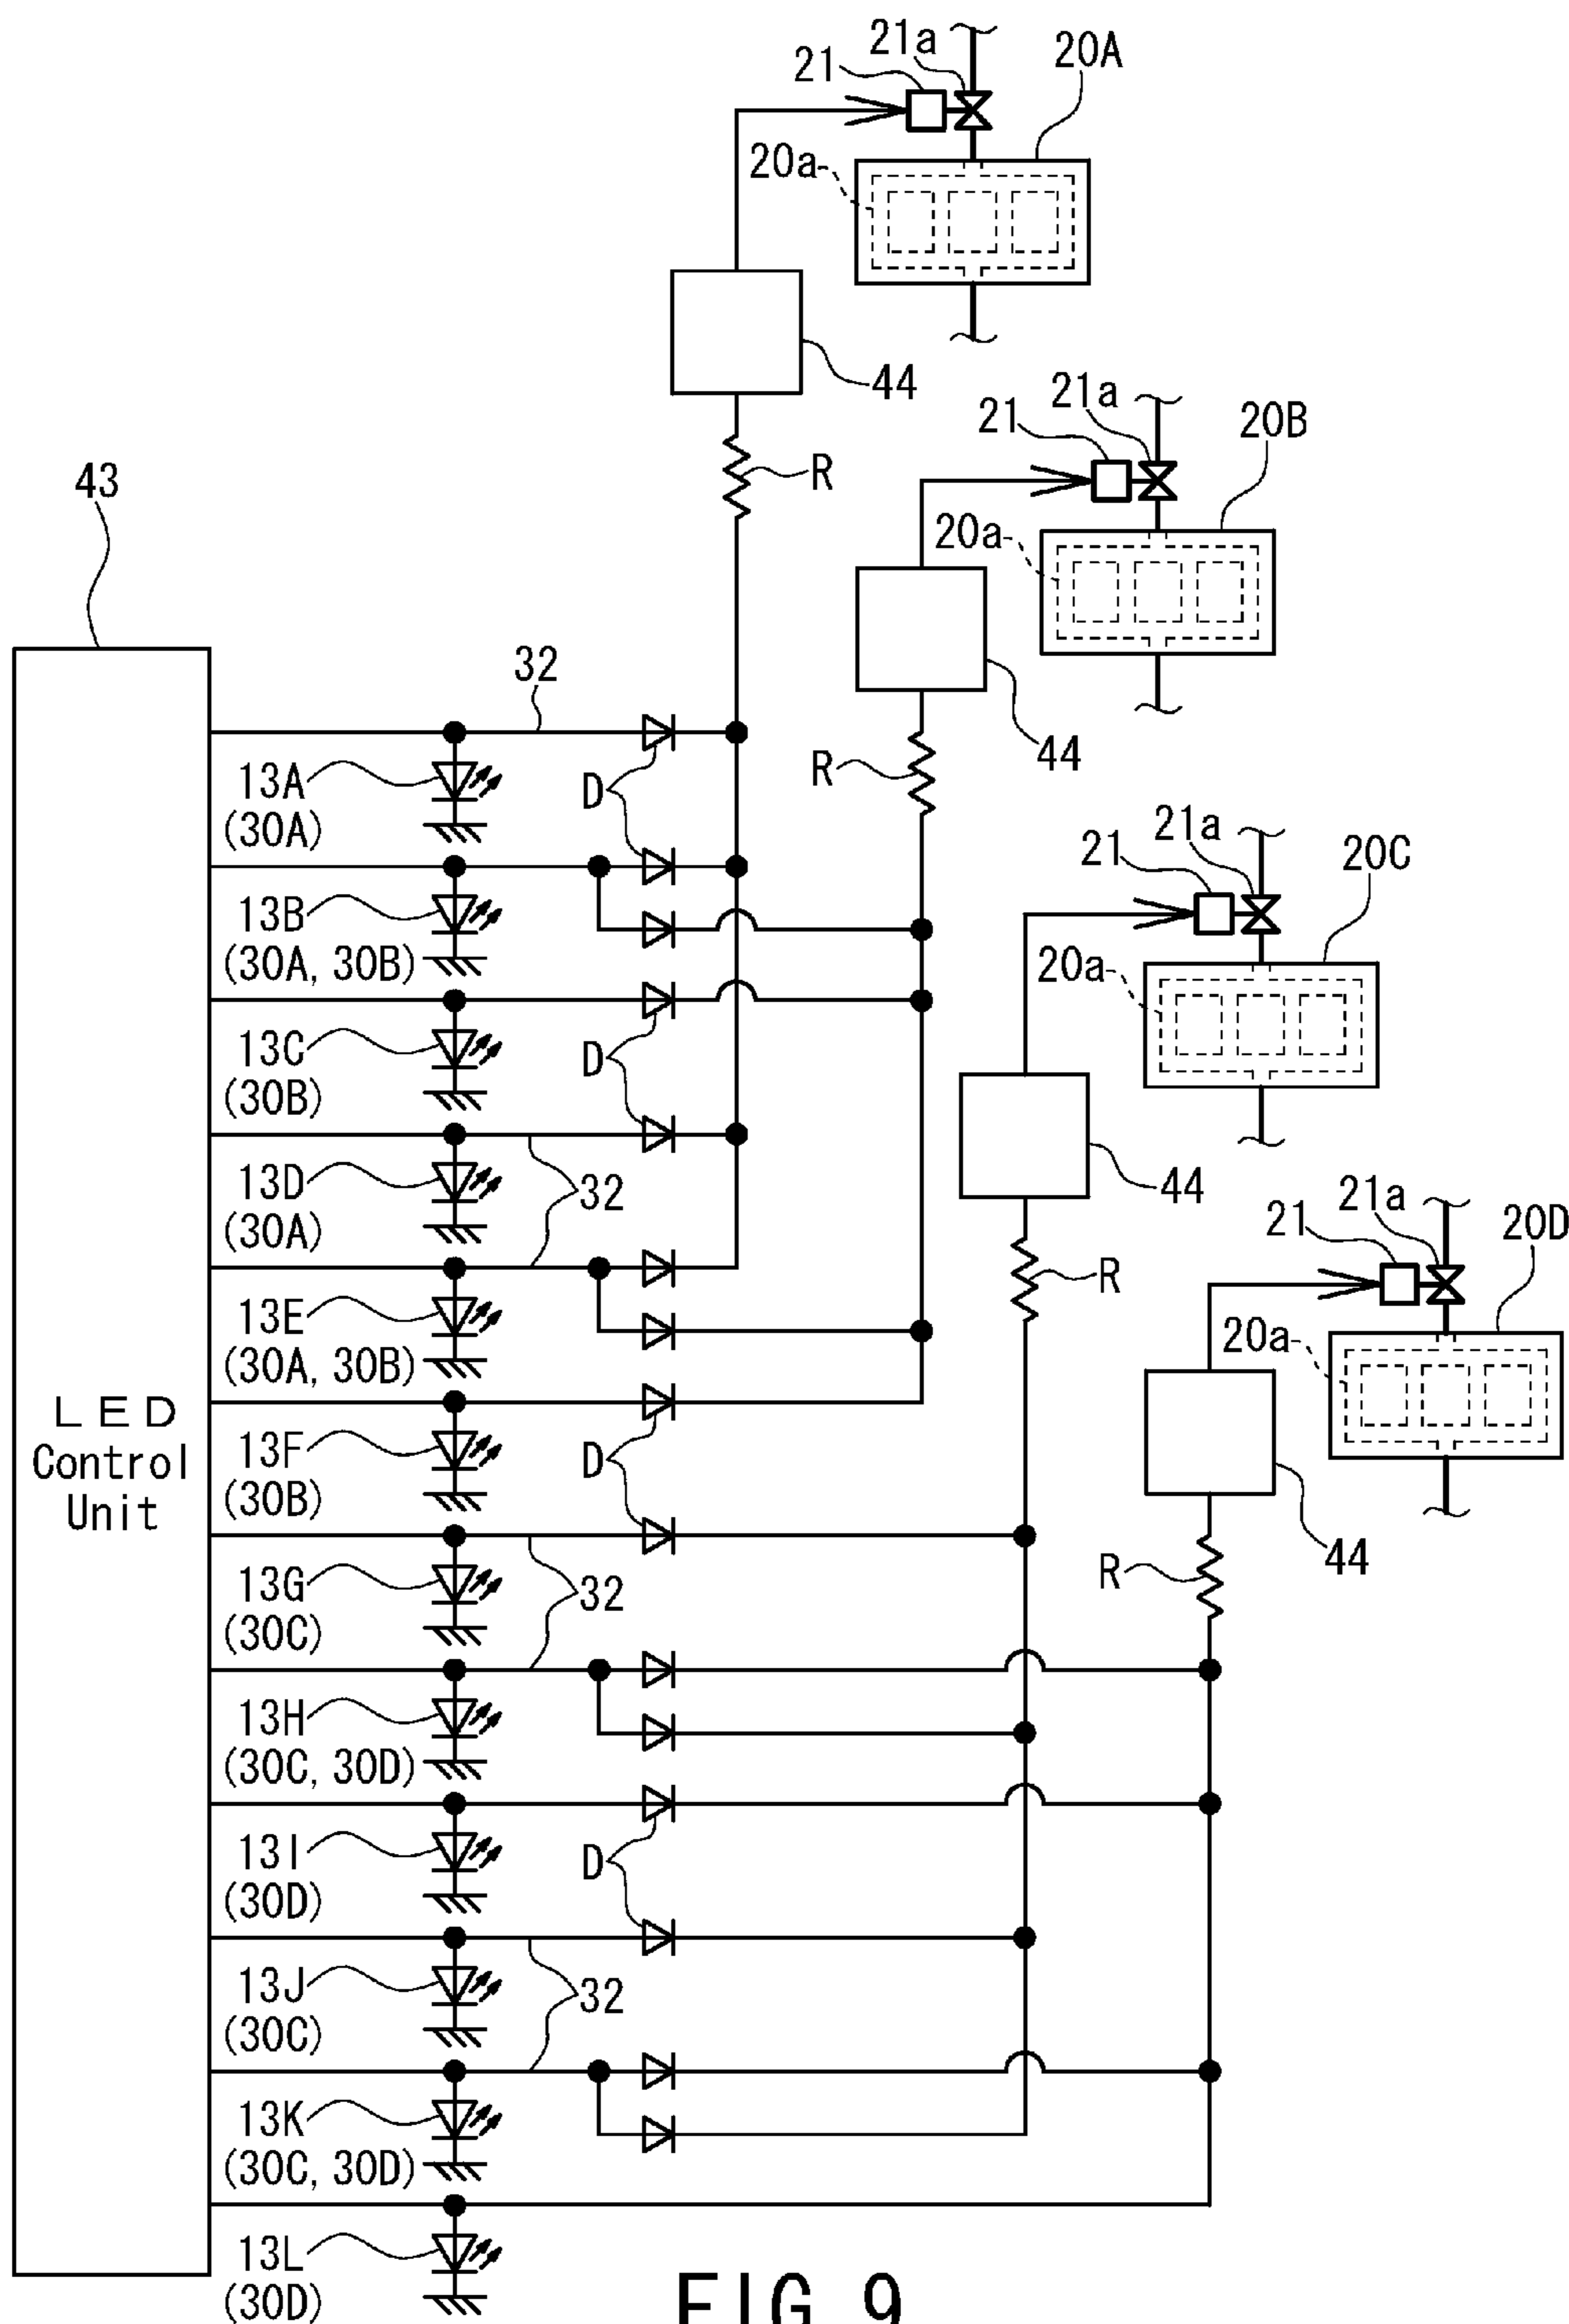 21
21a
20A
20a
44
R
21
21a
20B
20a
44
R
43
32
13A
(30A)
D
13B
(30A, 30B)
13C
(30B)
D
13D
(30A)
32
13E
(30A, 30B)
13F
(30B)
D
21
21a
20C
20a
44
R
21
21a
20D
20a
44
R
LED
Control
Unit
13G
(30C)
32
13H
(30C, 30D)
13I
(30D)
D
13J
(30C)
32
13K
(30C, 30D)
13L
(30D)
FIG. 9